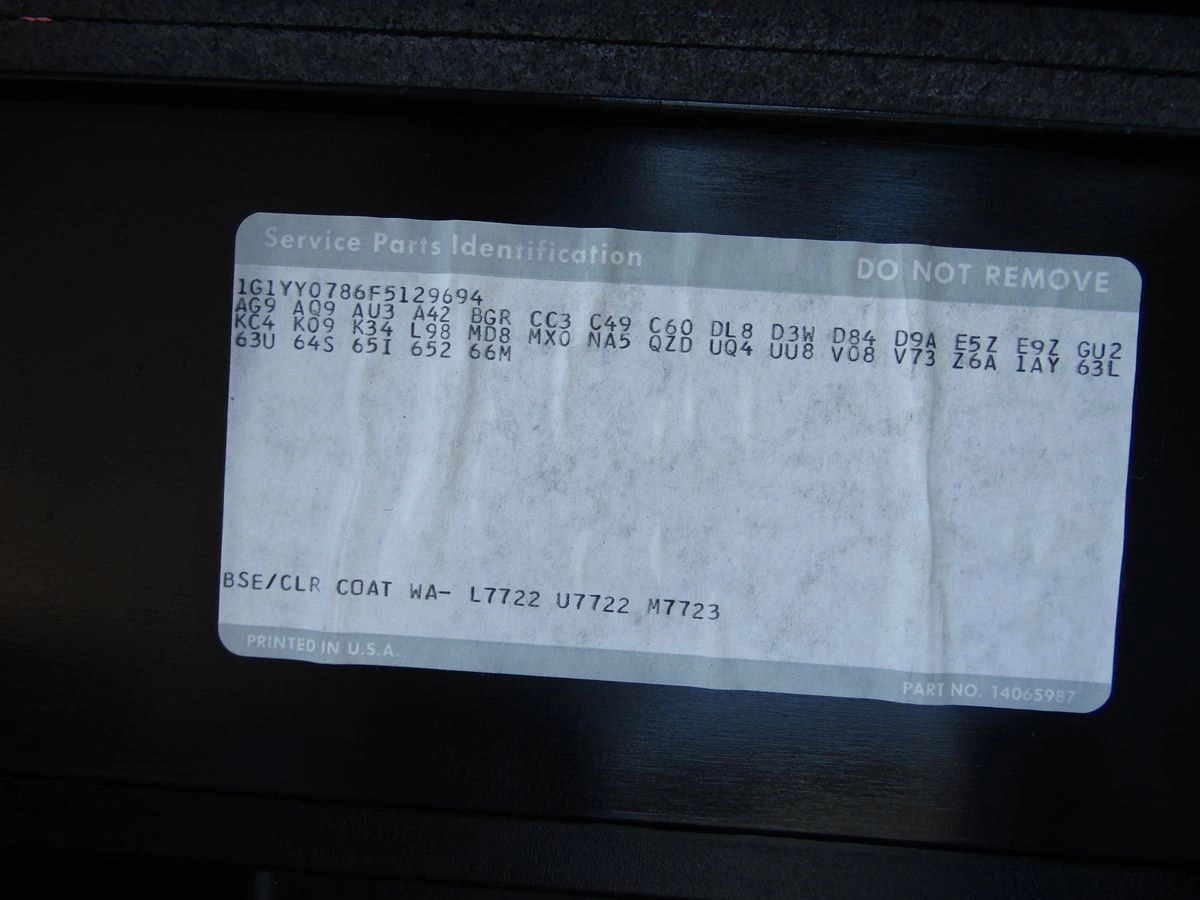 Service Parts Identification DO NOT REMOVE
1G1YY0786F5129694
AG9 AQ9 AU3 A42 BGR CC3 C49 C60 DL8 D3W D84 D9A E5Z E9Z GU2
KC4 K09 K34 L98 MD8 MX0 NA5 QZD UQ4 UU8 V08 V73 Z6A 1AY 63L
63U 64S 65I 652 66M
BSE/CLR COAT WA- L7722 U7722 M7723
PRINTED IN U.S.A.
PART NO. 14065987